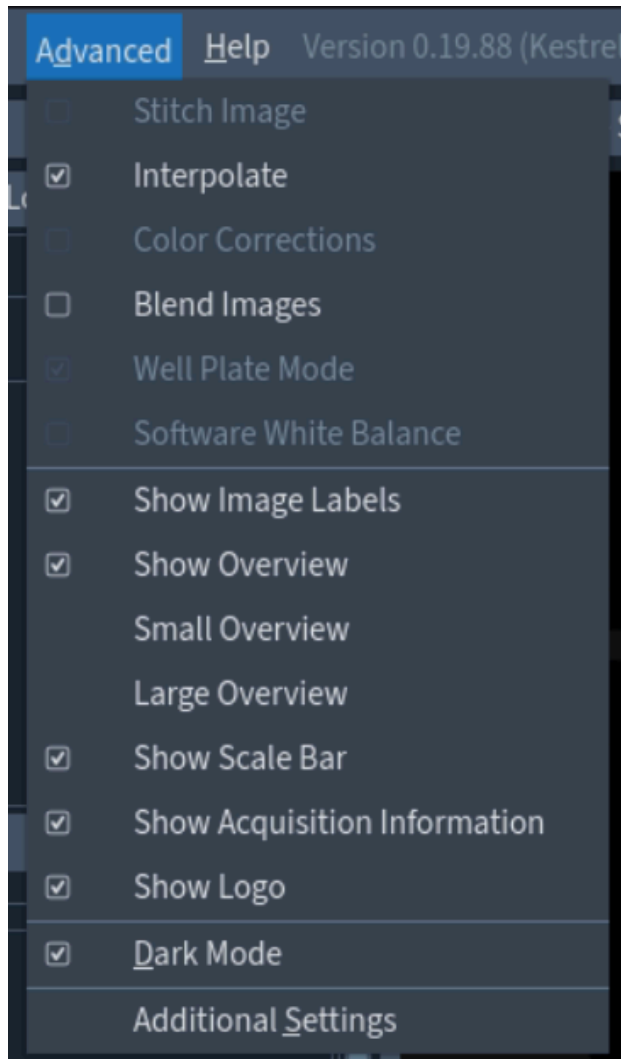 Advanced Help Version 0.19.88 (Kestrel
Stitch Image
Interpolate
Color Corrections
Blend Images
Well Plate Mode
Software White Balance
Show Image Labels
Show Overview
Small Overview
Large Overview
Show Scale Bar
Show Acquisition Information
Show Logo
Dark Mode
Additional Settings